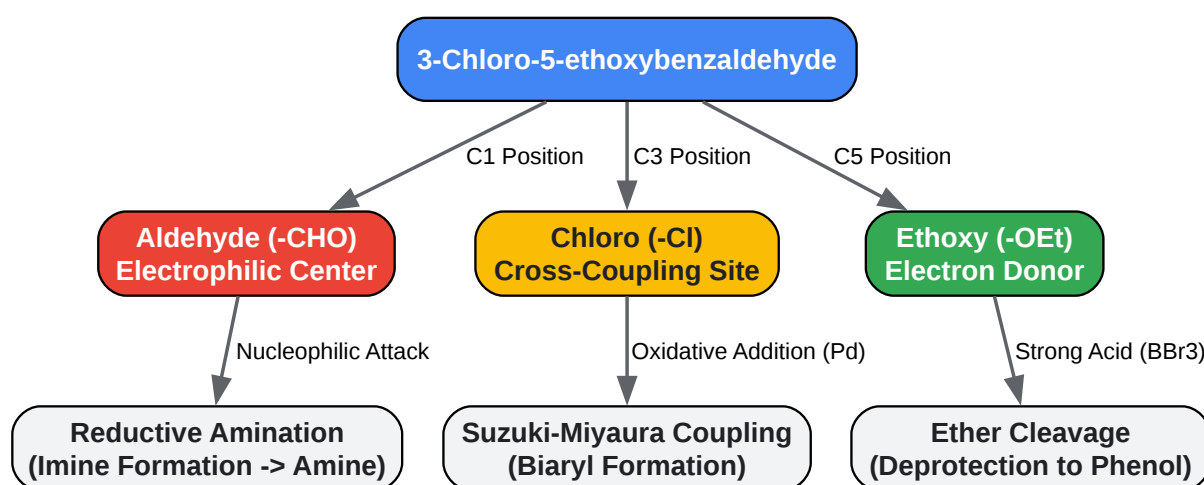 3-Chloro-5-ethoxybenzaldehyde
C1 Position
C3 Position
C5 Position
Aldehyde (-CHO)
Electrophilic Center
Chloro (-Cl)
Cross-Coupling Site
Ethoxy (-OEt)
Electron Donor
Nucleophilic Attack
Oxidative Addition (Pd)
Strong Acid (BBr3)
Reductive Amination
(Imine Formation -> Amine)
Suzuki-Miyaura Coupling
(Biaryl Formation)
Ether Cleavage
(Deprotection to Phenol)